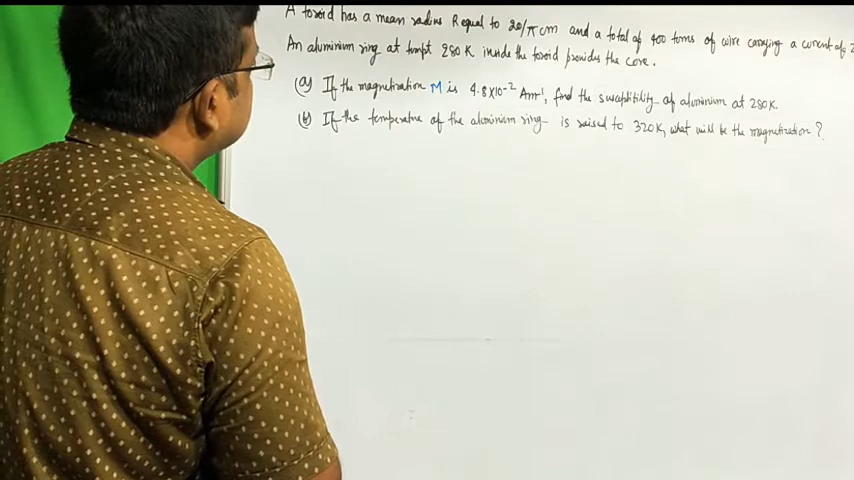 A toroid has a mean radius R equal to 20/π cm and a total of 400 turns of wire carrying a current of 2
An aluminium ring at tempt 280 K inside the toroid provides the core.
(a) If the magnetization M is 4.8×10⁻² Am⁻¹, find the susceptibility of aluminium at 280K.
(b) If the temperature of the aluminium ring is raised to 320K, what will be the magnetization?